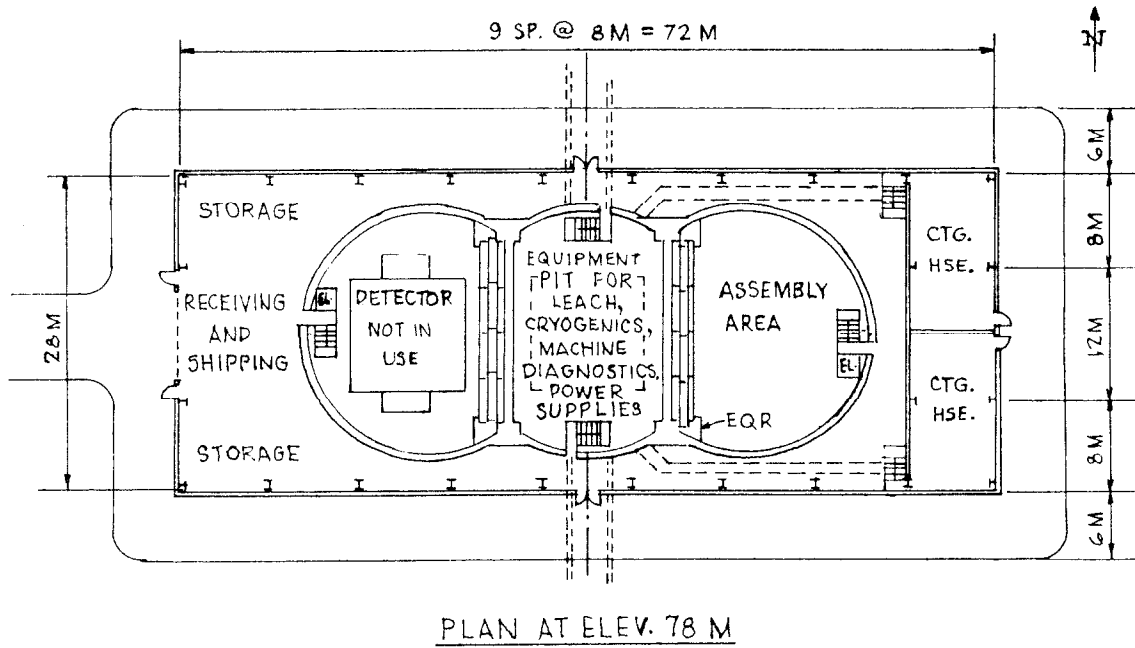 9 SP. @ 8M = 72 M
N
6 M
8M
12M
8M
6 M
28M
STORAGE
RECEIVING
AND
SHIPPING
STORAGE
EL.
DETECTOR
NOT IN
USE
EQUIPMENT
PIT FOR
LEACH,
CRYOGENICS,
MACHINE
DIAGNOSTICS,
POWER
SUPPLIES
ASSEMBLY
AREA
EL.
EQR
CTG.
HSE.
CTG.
HSE.
PLAN AT ELEV. 78 M